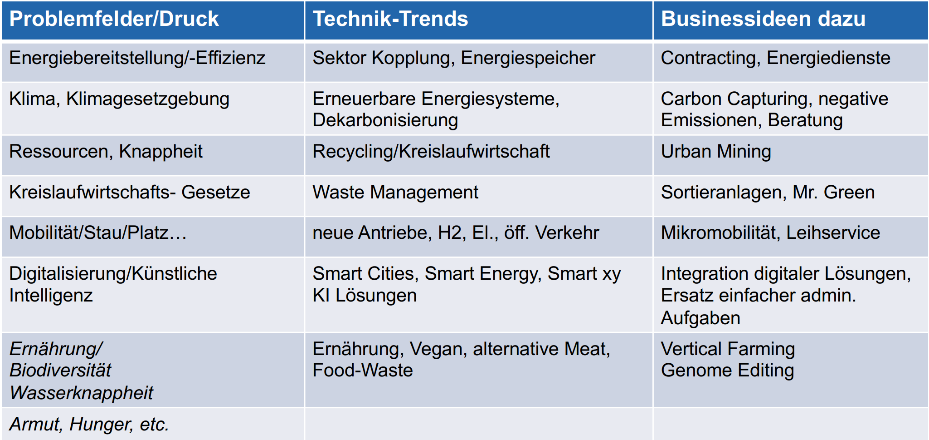 Problemfelder/Druck
Technik-Trends
Businessideen dazu
Energiebereitstellung/-Effizienz
Sektor Kopplung, Energiespeicher
Contracting, Energiedienste
Klima, Klimagesetzgebung
Erneuerbare Energiesysteme,
Dekarbonisierung
Carbon Capturing, negative
Emissionen, Beratung
Ressourcen, Knappheit
Recycling/Kreislaufwirtschaft
Urban Mining
Kreislaufwirtschafts- Gesetze
Waste Management
Sortieranlagen, Mr. Green
Mobilität/Stau/Platz…
neue Antriebe, H2, El., öff. Verkehr
Mikromobilität, Leihservice
Digitalisierung/Künstliche
Intelligenz
Smart Cities, Smart Energy, Smart xy
KI Lösungen
Integration digitaler Lösungen,
Ersatz einfacher admin.
Aufgaben
Ernährung/
Biodiversität
Wasserknappheit
Ernährung, Vegan, alternative Meat,
Food-Waste
Vertical Farming
Genome Editing
Armut, Hunger, etc.